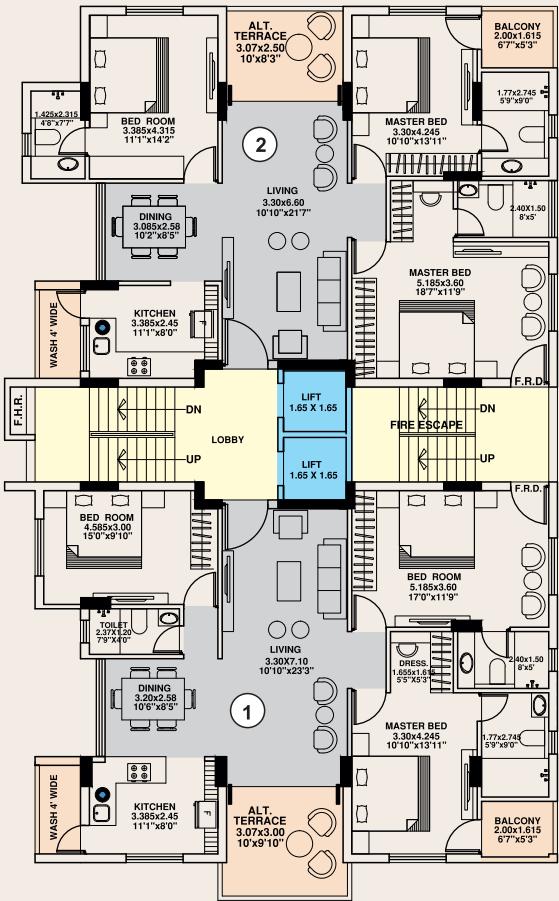 ALT.
TERRACE
3.07x2.50
10'x8'3"
BALCONY
2.00x1.615
6'7"x5'3"
1.425x2.315
4'8"x7'7"
BED ROOM
3.385x4.315
11'1"x14'2"
2
MASTER BED
3.30x4.245
10'10"x13'11"
1.77x2.745
5'9"x9'0"
LIVING
3.30x6.60
10'10"x21'7"
DINING
3.085x2.58
10'2"x8'5"
2.40X1.50
8'x5'
MASTER BED
5.185x3.60
18'7"x11'9"
WASH 4' WIDE
KITCHEN
3.385x2.45
11'1"x8'0"
F
F.R.D.
F.H.R.
DN
UP
LOBBY
LIFT
1.65 X 1.65
LIFT
1.65 X 1.65
FIRE ESCAPE
DN
UP
F.R.D.
BED ROOM
4.585x3.00
15'0"x9'10"
BED ROOM
5.185x3.60
17'0"x11'9"
TOILET
2.37X1.20
7'9"X4'0"
LIVING
3.30X7.10
10'10"x23'3"
DRESS.
1.655x1.615
5'5"X5'3"
2.40x1.50
8'x5'
DINING
3.20x2.58
10'6"x8'5"
1
MASTER BED
3.30x4.245
10'10"x13'11"
1.77x2.745
5'9"x9'0"
WASH 4' WIDE
KITCHEN
3.385x2.45
11'1"x8'0"
F
ALT.
TERRACE
3.07x3.00
10'x9'10"
BALCONY
2.00x1.615
6'7"x5'3"